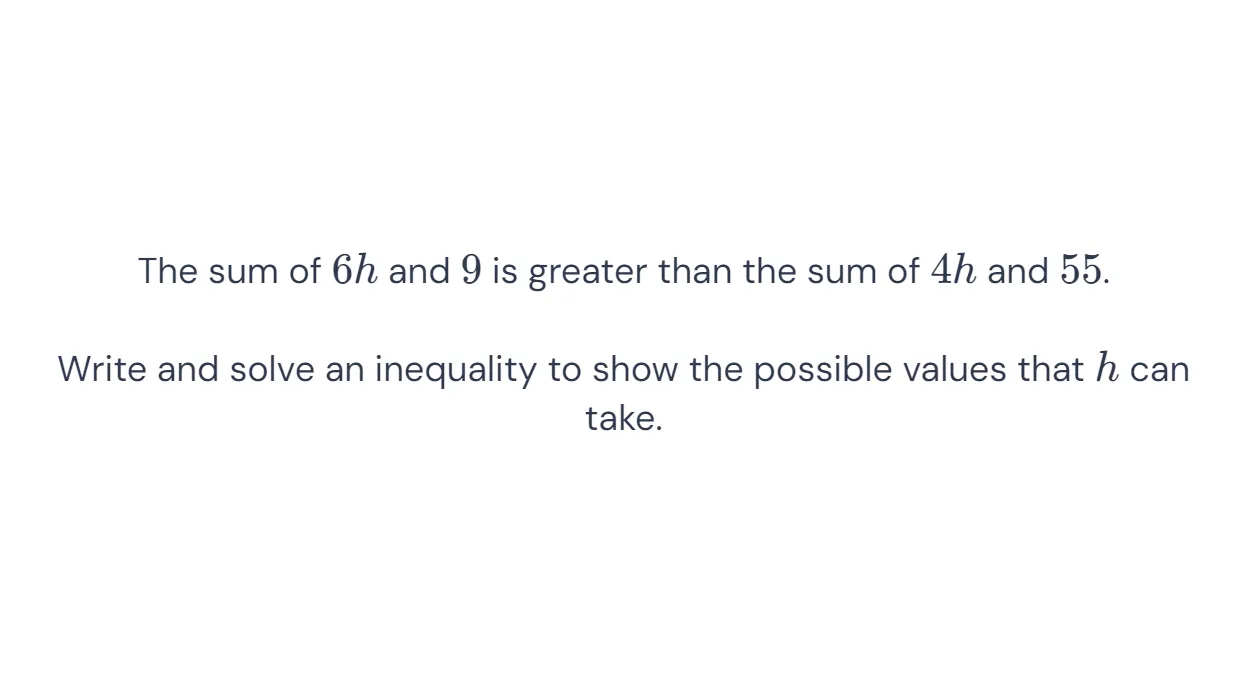 The sum of 6h and 9 is greater than the sum of 4h and 55.
Write and solve an inequality to show the possible values that h can
take.